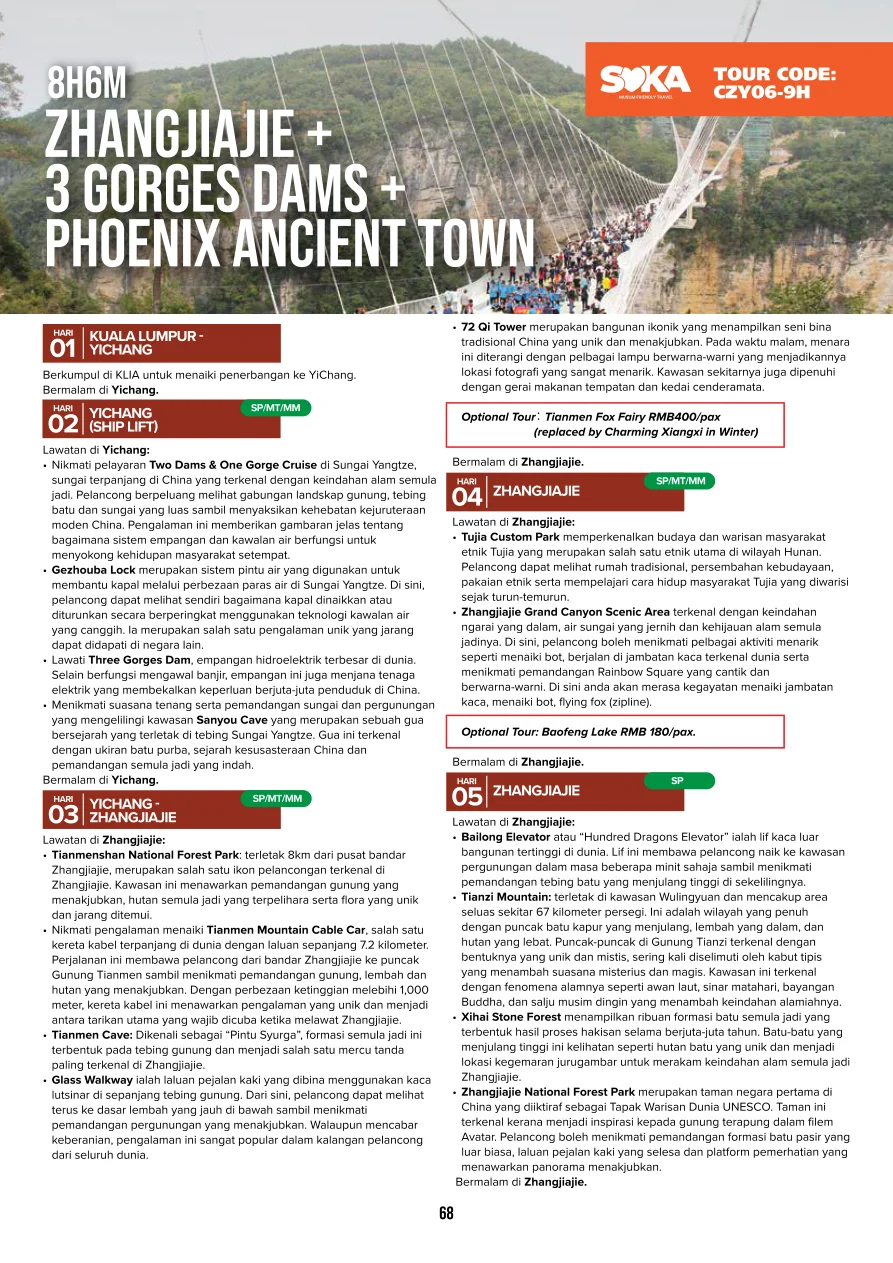 8H6M
ZHANGJIAJIE +
3 GORGES DAMS +
PHOENIX ANCIENT TOWN
SOKA
MUSLIM FRIENDLY TRAVEL
TOUR CODE:
CZY06-9H
HARI
01
KUALA LUMPUR -
YICHANG
Berkumpul di KLIA untuk menaiki penerbangan ke YiChang.
Bermalam di Yichang.
HARI
02
YICHANG
(SHIP LIFT)
SP/MT/MM
Lawatan di Yichang:
• Nikmati pelayaran Two Dams & One Gorge Cruise di Sungai Yangtze,
sungai terpanjang di China yang terkenal dengan keindahan alam semula
jadi. Pelancong berpeluang melihat gabungan landskap gunung, tebing
batu dan sungai yang luas sambil menyaksikan kehebatan kejuruteraan
moden China. Pengalaman ini memberikan gambaran jelas tentang
bagaimana sistem empangan dan kawalan air berfungsi untuk
menyokong kehidupan masyarakat setempat.
• Gezhouba Lock merupakan sistem pintu air yang digunakan untuk
membantu kapal melalui perbezaan paras air di Sungai Yangtze. Di sini,
pelancong dapat melihat sendiri bagaimana kapal dinaikkan atau
diturunkan secara berperingkat menggunakan teknologi kawalan air
yang canggih. Ia merupakan salah satu pengalaman unik yang jarang
dapat didapati di negara lain.
• Lawati Three Gorges Dam, empangan hidroelektrik terbesar di dunia.
Selain berfungsi mengawal banjir, empangan ini juga menjana tenaga
elektrik yang membekalkan keperluan berjuta-juta penduduk di China.
• Menikmati suasana tenang serta pemandangan sungai dan pergunungan
yang mengelilingi kawasan Sanyou Cave yang merupakan sebuah gua
bersejarah yang terletak di tebing Sungai Yangtze. Gua ini terkenal
dengan ukiran batu purba, sejarah kesusasteraan China dan
pemandangan semula jadi yang indah.
Bermalam di Yichang.
HARI
03
YICHANG -
ZHANGJIAJIE
SP/MT/MM
Lawatan di Zhangjiajie:
• Tianmenshan National Forest Park: terletak 8km dari pusat bandar
Zhangjiajie, merupakan salah satu ikon pelancongan terkenal di
Zhangjiajie. Kawasan ini menawarkan pemandangan gunung yang
menakjubkan, hutan semula jadi yang terpelihara serta flora yang unik
dan jarang ditemui.
• Nikmati pengalaman menaiki Tianmen Mountain Cable Car, salah satu
kereta kabel terpanjang di dunia dengan laluan sepanjang 7.2 kilometer.
Perjalanan ini membawa pelancong dari bandar Zhangjiajie ke puncak
Gunung Tianmen sambil menikmati pemandangan gunung, lembah dan
hutan yang menakjubkan. Dengan perbezaan ketinggian melebihi 1,000
meter, kereta kabel ini menawarkan pengalaman yang unik dan menjadi
antara tarikan utama yang wajib dicuba ketika melawat Zhangjiajie.
• Tianmen Cave: Dikenali sebagai “Pintu Syurga”, formasi semula jadi ini
terbentuk pada tebing gunung dan menjadi salah satu mercu tanda
paling terkenal di Zhangjiajie.
• Glass Walkway ialah laluan pejalan kaki yang dibina menggunakan kaca
lutsinar di sepanjang tebing gunung. Dari sini, pelancong dapat melihat
terus ke dasar lembah yang jauh di bawah sambil menikmati
pemandangan pergunungan yang menakjubkan. Walaupun mencabar
keberanian, pengalaman ini sangat popular dalam kalangan pelancong
dari seluruh dunia.
• 72 Qi Tower merupakan bangunan ikonik yang menampilkan seni bina
tradisional China yang unik dan menakjubkan. Pada waktu malam, menara
ini diterangi dengan pelbagai lampu berwarna-warni yang menjadikannya
lokasi fotografi yang sangat menarik. Kawasan sekitarnya juga dipenuhi
dengan gerai makanan tempatan dan kedai cenderamata.
Optional Tour：Tianmen Fox Fairy RMB400/pax
(replaced by Charming Xiangxi in Winter)
Bermalam di Zhangjiajie.
HARI
04
ZHANGJIAJIE
SP/MT/MM
Lawatan di Zhangjiajie:
• Tujia Custom Park memperkenalkan budaya dan warisan masyarakat
etnik Tujia yang merupakan salah satu etnik utama di wilayah Hunan.
Pelancong dapat melihat rumah tradisional, persembahan kebudayaan,
pakaian etnik serta mempelajari cara hidup masyarakat Tujia yang diwarisi
sejak turun-temurun.
• Zhangjiajie Grand Canyon Scenic Area terkenal dengan keindahan
ngarai yang dalam, air sungai yang jernih dan kehijauan alam semula
jadinya. Di sini, pelancong boleh menikmati pelbagai aktiviti menarik
seperti menaiki bot, berjalan di jambatan kaca terkenal dunia serta
menikmati pemandangan Rainbow Square yang cantik dan
berwarna-warni. Di sini anda akan merasa kegayatan menaiki jambatan
kaca, menaiki bot, flying fox (zipline).
Optional Tour: Baofeng Lake RMB 180/pax.
Bermalam di Zhangjiajie.
HARI
05
ZHANGJIAJIE
SP
Lawatan di Zhangjiajie:
• Bailong Elevator atau “Hundred Dragons Elevator” ialah lif kaca luar
bangunan tertinggi di dunia. Lif ini membawa pelancong naik ke kawasan
pergunungan dalam masa beberapa minit sahaja sambil menikmati
pemandangan tebing batu yang menjulang tinggi di sekelilingnya.
• Tianzi Mountain: terletak di kawasan Wulingyuan dan mencakup area
seluas sekitar 67 kilometer persegi. Ini adalah wilayah yang penuh
dengan puncak batu kapur yang menjulang, lembah yang dalam, dan
hutan yang lebat. Puncak-puncak di Gunung Tianzi terkenal dengan
bentuknya yang unik dan mistis, sering kali diselimuti oleh kabut tipis
yang menambah suasana misterius dan magis. Kawasan ini terkenal
dengan fenomena alamnya seperti awan laut, sinar matahari, bayangan
Buddha, dan salju musim dingin yang menambah keindahan alamiahnya.
• Xihai Stone Forest menampilkan ribuan formasi batu semula jadi yang
terbentuk hasil proses hakisan selama berjuta-juta tahun. Batu-batu yang
menjulang tinggi ini kelihatan seperti hutan batu yang unik dan menjadi
lokasi kegemaran jurugambar untuk merakam keindahan alam semula jadi
Zhangjiajie.
• Zhangjiajie National Forest Park merupakan taman negara pertama di
China yang diiktiraf sebagai Tapak Warisan Dunia UNESCO. Taman ini
terkenal kerana menjadi inspirasi kepada gunung terapung dalam filem
Avatar. Pelancong boleh menikmati pemandangan formasi batu pasir yang
luar biasa, laluan pejalan kaki yang selesa dan platform pemerhatian yang
menawarkan panorama menakjubkan.
Bermalam di Zhangjiajie.
68